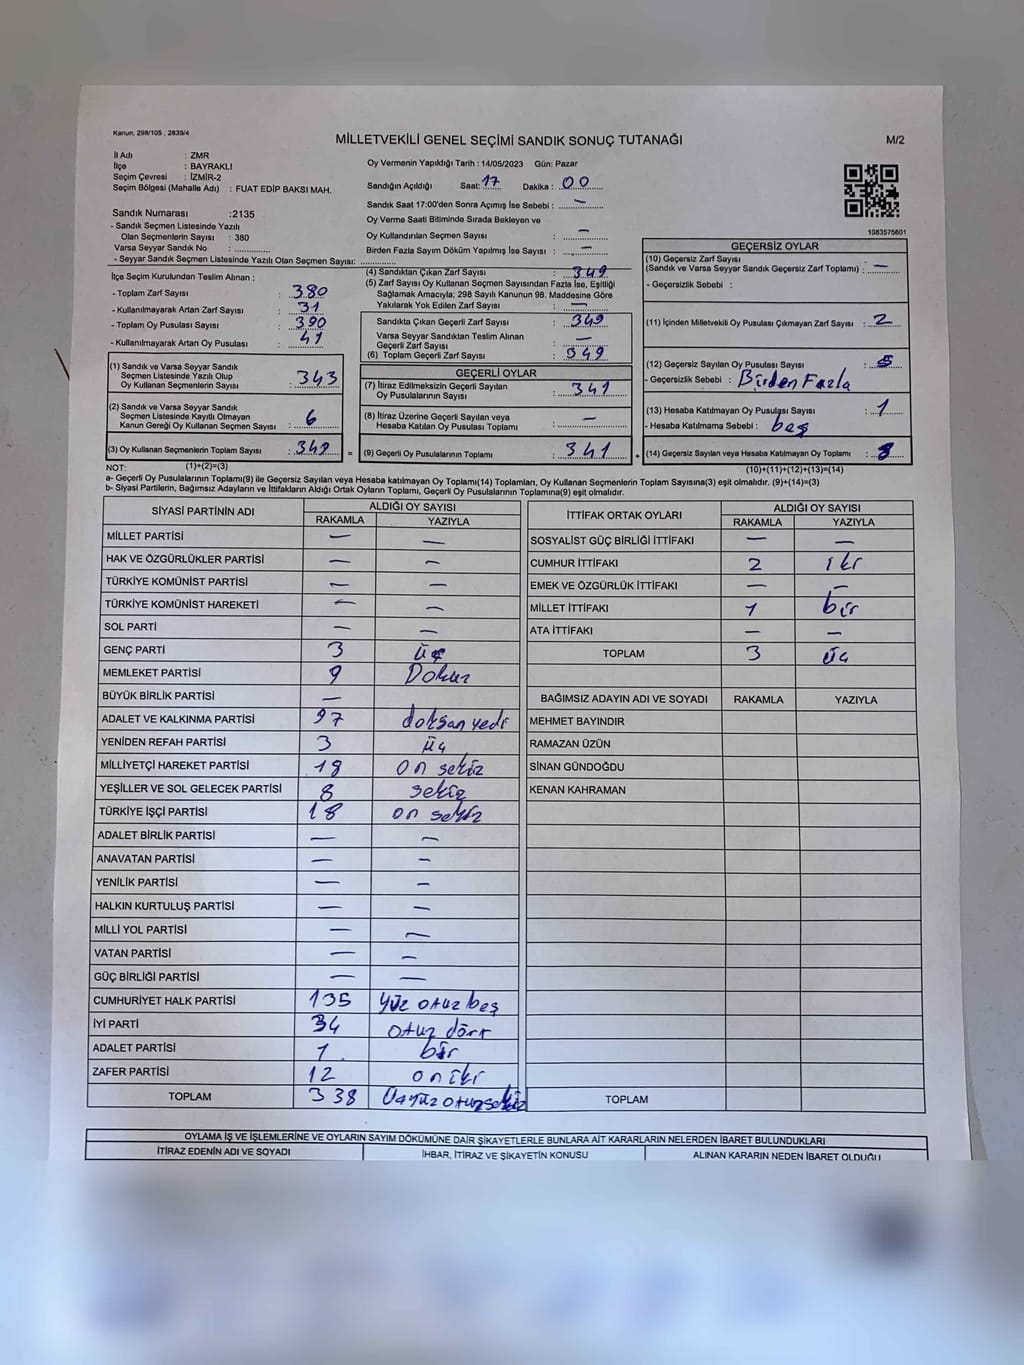 Kanun, 298/105 , 2839/4
MİLLETVEKİLİ GENEL SEÇİMİ SANDIK SONUÇ TUTANAĞI
M/2
İl Adı : ZMR
İlçe : BAYRAKLI
Seçim Çevresi : İZMİR-2
Seçim Bölgesi (Mahalle Adı) : FUAT EDİP BAKSI MAH.
Sandık Numarası :2135
- Sandık Seçmen Listesinde Yazılı
Olan Seçmenlerin Sayısı : 380
Varsa Seyyar Sandık No : ............
- Seyyar Sandık Seçmen Listesinde Yazılı Olan Seçmen Sayısı: ............
İlçe Seçim Kurulundan Teslim Alınan :
- Toplam Zarf Sayısı : 380
- Kullanılmayarak Artan Zarf Sayısı : 31
- Toplam Oy Pusulası Sayısı : 390
- Kullanılmayarak Artan Oy Pusulası : 41
(1) Sandık ve Varsa Seyyar Sandık
Seçmen Listesinde Yazılı Olup
Oy Kullanan Seçmenlerin Sayısı : 343
(2) Sandık ve Varsa Seyyar Sandık
Seçmen Listesinde Kayıtlı Olmayan
Kanun Gereği Oy Kullanan Seçmen Sayısı : 6
(3) Oy Kullanan Seçmenlerin Toplam Sayısı : 349 =
Oy Vermenin Yapıldığı Tarih : 14/05/2023 Gün: Pazar
Sandığın Açıldığı Saat: 17 Dakika : 00
Sandık Saat 17:00'den Sonra Açımış İse Sebebi : —
Oy Verme Saati Bitiminde Sırada Bekleyen ve
Oy Kullandırılan Seçmen Sayısı : —
Birden Fazla Sayım Döküm Yapılmış İse Sayısı : —
(4) Sandıktan Çıkan Zarf Sayısı : 349
(5) Zarf Sayısı Oy Kullanan Seçmen Sayısından Fazla İse, Eşitliği
Sağlamak Amacıyla; 298 Sayılı Kanunun 98. Maddesine Göre
Yakılarak Yok Edilen Zarf Sayısı : —
Sandıkta Çıkan Geçerli Zarf Sayısı : 349
Varsa Seyyar Sandıktan Teslim Alınan
Geçerli Zarf Sayısı : —
(6) Toplam Geçerli Zarf Sayısı : 349
GEÇERLİ OYLAR
(7) İtiraz Edilmeksizin Geçerli Sayılan
Oy Pusulalarının Sayısı : 341
(8) İtiraz Üzerine Geçerli Sayılan veya
Hesaba Katılan Oy Pusulası Toplamı : —
(9) Geçerli Oy Pusulalarının Toplamı : 341 +
1083575601
GEÇERSİZ OYLAR
(10) Geçersiz Zarf Sayısı
(Sandık ve Varsa Seyyar Sandık Geçersiz Zarf Toplamı) : —
- Geçersizlik Sebebi :
(11) İçinden Milletvekili Oy Pusulası Çıkmayan Zarf Sayısı : 2
(12) Geçersiz Sayılan Oy Pusulası Sayısı : 5
- Geçersizlik Sebebi : Birden Fazla
(13) Hesaba Katılmayan Oy Pusulası Sayısı : 1
- Hesaba Katılmama Sebebi : beş
(14) Geçersiz Sayılan veya Hesaba Katılmayan Oy Toplamı : 8
NOT: (1)+(2)=(3)
(10)+(11)+(12)+(13)=(14)
a- Geçerli Oy Pusulalarının Toplamı(9) ile Geçersiz Sayılan veya Hesaba Katılmayan Oy Toplamı(14) Toplamları, Oy Kullanan Seçmenlerin Toplam Sayısına(3) eşit olmalıdır. (9)+(14)=(3)
b- Siyasi Partilerin, Bağımsız Adayların ve İttifakların Aldığı Ortak Oyların Toplamı, Geçerli Oy Pusulalarının Toplamına(9) eşit olmalıdır.
SİYASİ PARTİNİN ADI
ALDIĞI OY SAYISI
RAKAMLA YAZIYLA
MİLLET PARTİSİ — —
HAK VE ÖZGÜRLÜKLER PARTİSİ — —
TÜRKİYE KOMÜNİST PARTİSİ — —
TÜRKİYE KOMÜNİST HAREKETİ — —
SOL PARTİ — —
GENÇ PARTİ 3 üç
MEMLEKET PARTİSİ 9 Dokuz
BÜYÜK BİRLİK PARTİSİ —
ADALET VE KALKINMA PARTİSİ 97 doksan yedi
YENİDEN REFAH PARTİSİ 3 üç
MİLLİYETÇİ HAREKET PARTİSİ 18 on sekiz
YEŞİLLER VE SOL GELECEK PARTİSİ 8 sekiz
TÜRKİYE İŞÇİ PARTİSİ 18 on sekiz
ADALET BİRLİK PARTİSİ — —
ANAVATAN PARTİSİ — —
YENİLİK PARTİSİ — —
HALKIN KURTULUŞ PARTİSİ — —
MİLLİ YOL PARTİSİ — —
VATAN PARTİSİ — —
GÜÇ BİRLİĞİ PARTİSİ — —
CUMHURİYET HALK PARTİSİ 135 yüz otuz beş
İYİ PARTİ 34 otuz dört
ADALET PARTİSİ 1 bir
ZAFER PARTİSİ 12 on iki
TOPLAM 338 Üçyüz otuzsekiz
İTTİFAK ORTAK OYLARI
ALDIĞI OY SAYISI
RAKAMLA YAZIYLA
SOSYALİST GÜÇ BİRLİĞİ İTTİFAKI — —
CUMHUR İTTİFAKI 2 iki
EMEK VE ÖZGÜRLÜK İTTİFAKI — —
MİLLET İTTİFAKI 1 bir
ATA İTTİFAKI — —
TOPLAM 3 üç
BAĞIMSIZ ADAYIN ADI VE SOYADI RAKAMLA YAZIYLA
MEHMET BAYINDIR
RAMAZAN ÜZÜN
SİNAN GÜNDOĞDU
KENAN KAHRAMAN
TOPLAM
OYLAMA İŞ VE İŞLEMLERİNE VE OYLARIN SAYIM DÖKÜMÜNE DAİR ŞİKAYETLERLE BUNLARA AİT KARARLARIN NELERDEN İBARET BULUNDUKLARI
İTİRAZ EDENİN ADI VE SOYADI İHBAR, İTİRAZ VE ŞİKAYETİN KONUSU ALINAN KARARIN NEDEN İBARET OLDUĞU